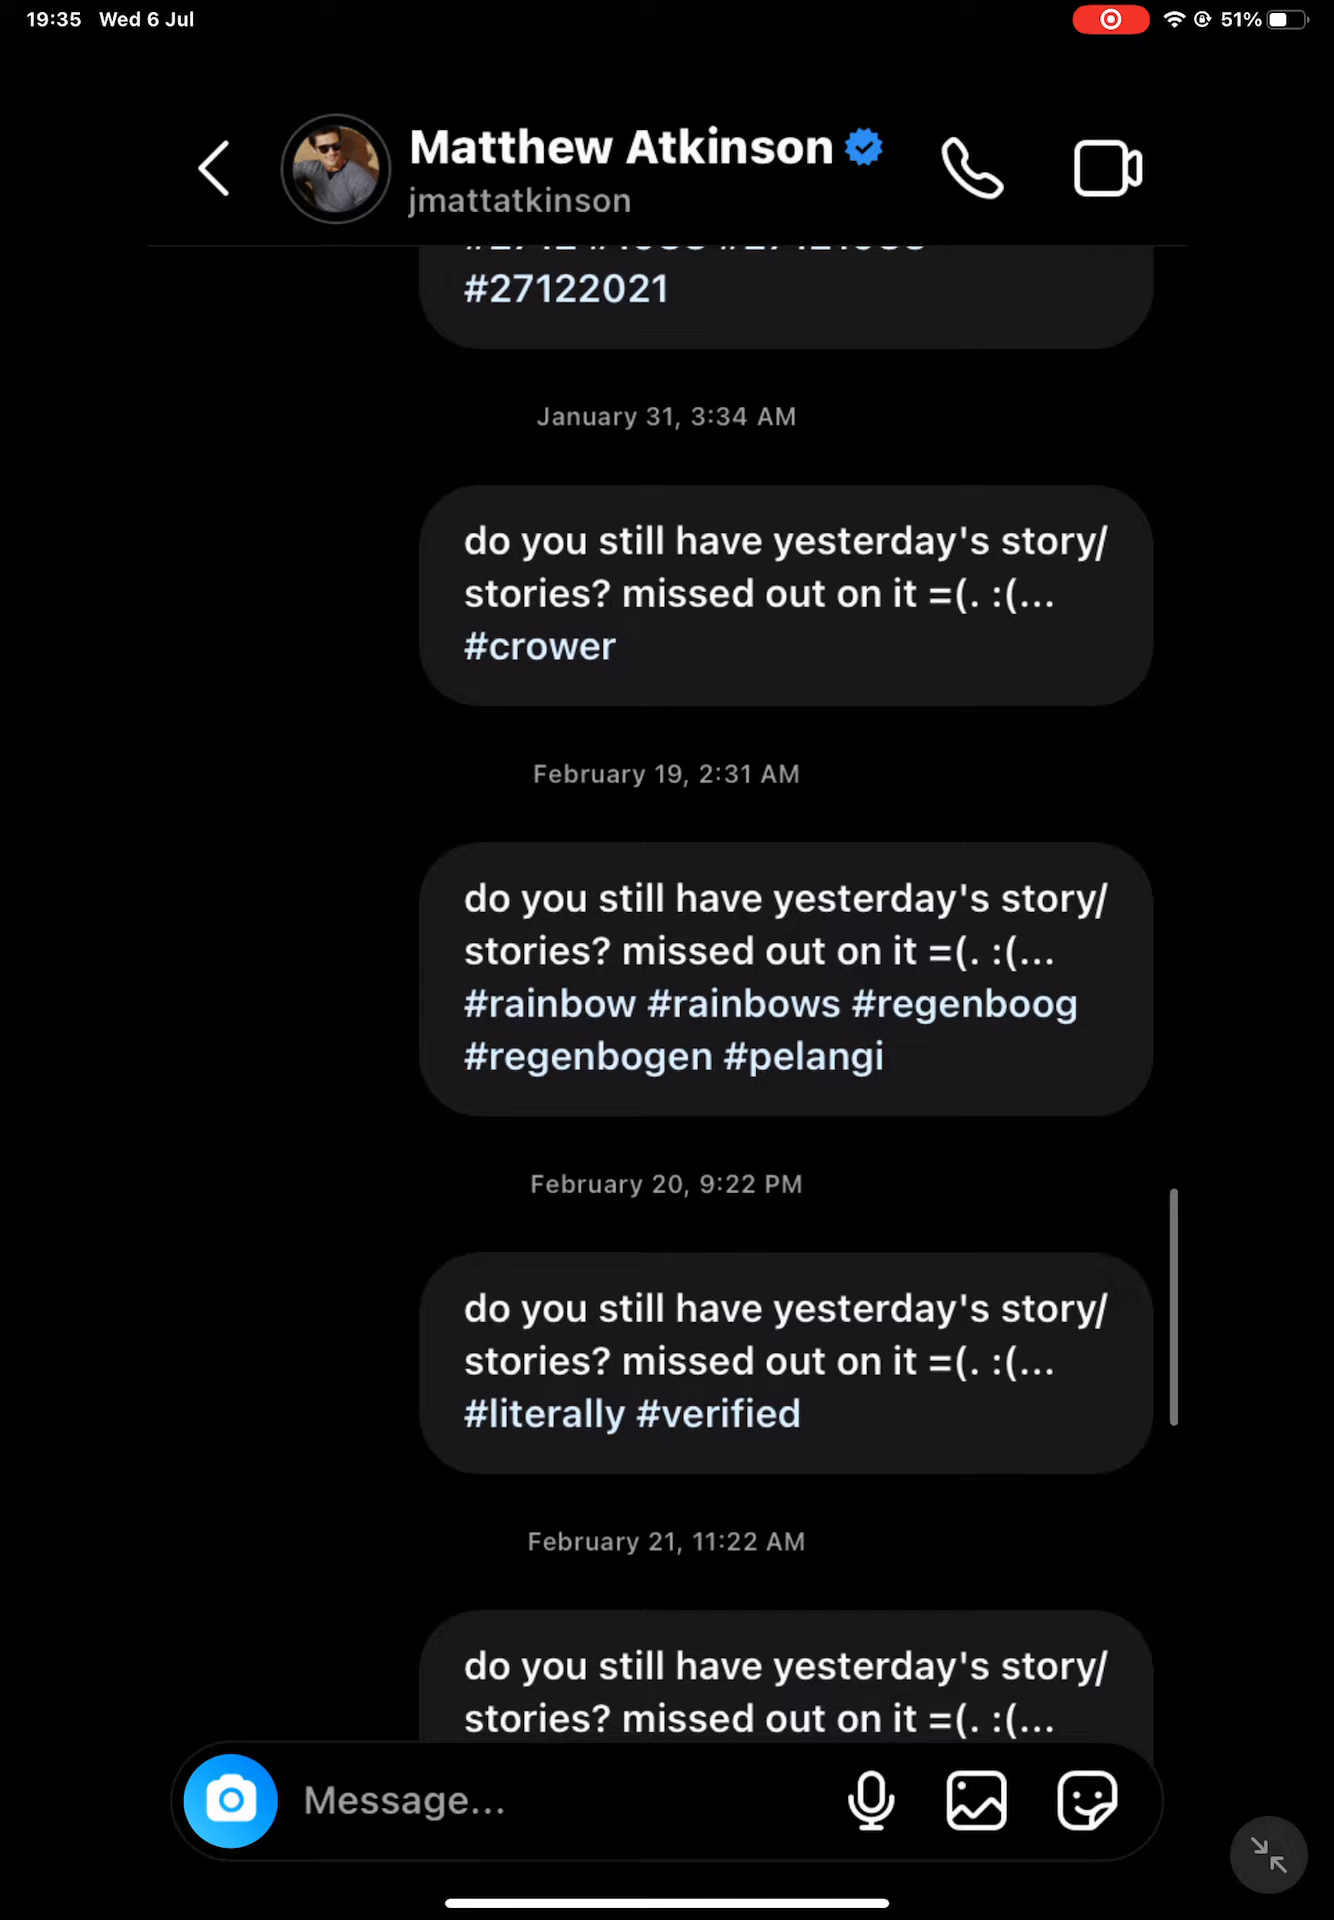 19:35 Wed 6 Jul
51%
Matthew Atkinson
jmattatkinson
#27122021
January 31, 3:34 AM
do you still have yesterday's story/
stories? missed out on it =(. :(...
#crower
February 19, 2:31 AM
do you still have yesterday's story/
stories? missed out on it =(. :(...
#rainbow #rainbows #regenboog
#regenbogen #pelangi
February 20, 9:22 PM
do you still have yesterday's story/
stories? missed out on it =(. :(...
#literally #verified
February 21, 11:22 AM
do you still have yesterday's story/
stories? missed out on it =(. :(...
Message...